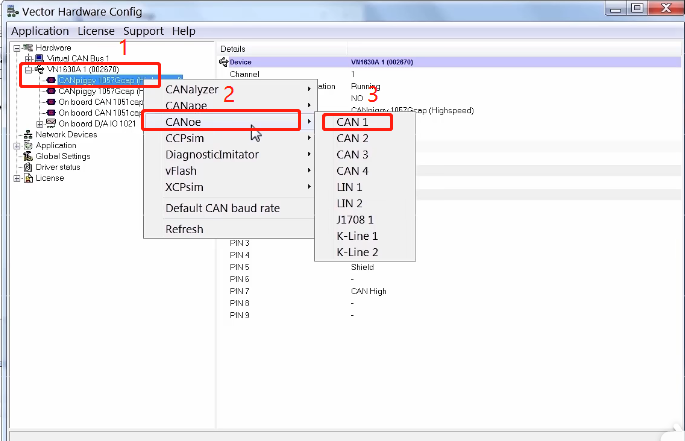 Vector Hardware Config
Application License Support Help
1
Hardware
Virtual CAN Bus 1
VN1630A 1 (002670)
CANpiggy 1057Gcap (High
CANpiggy 1057Gcap
On board CAN 1051cap
On board CAN 1051cap
On board D/A IO 1021
Network Devices
Application
Global Settings
Driver status
License
Details
Device VN1630A 1 (002670)
Channel 1
ation Running
NO
CANpiggy 1057Gcap (Highspeed)
2
CANalyzer
CANape
CANoe
CCPsim
DiagnosticImitator
vFlash
XCPsim
Default CAN baud rate
Refresh
3
CAN 1
CAN 2
CAN 3
CAN 4
LIN 1
LIN 2
J1708 1
K-Line 1
K-Line 2
PIN 3
PIN 4
PIN 5 Shield
PIN 6 -
PIN 7 CAN High
PIN 8 -
PIN 9 -